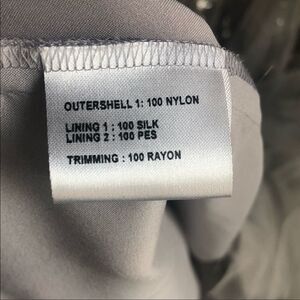 OUTERSHELL 1: 100 NYLON
LINING 1 : 100 SILK
LINING 2 : 100 PES
TRIMMING : 100 RAYON